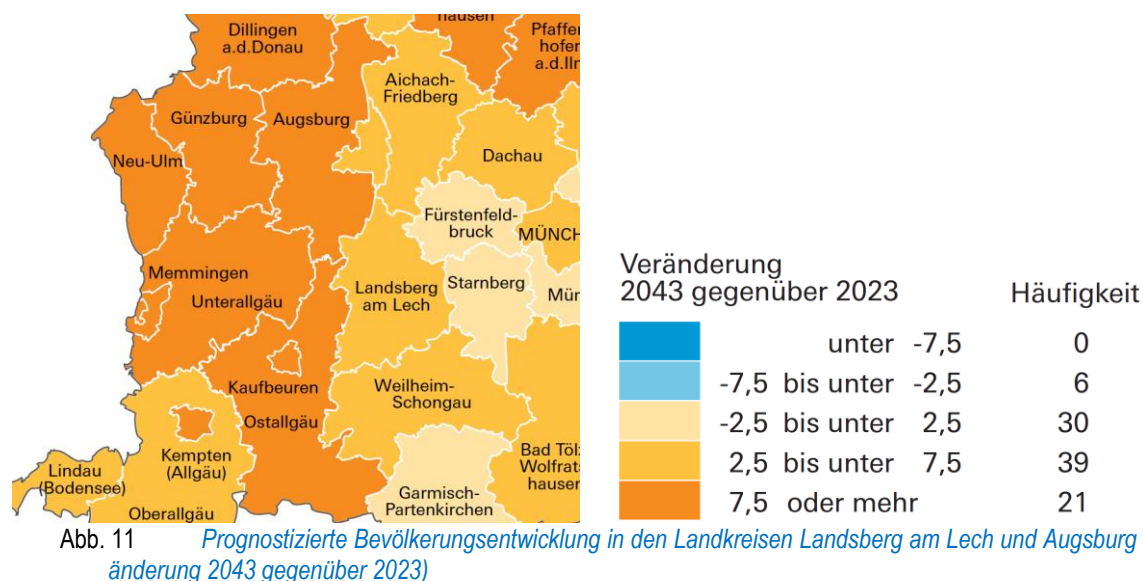 hausen
Dillingen
a.d.Donau
Pfaffen
hofen
a.d.Ilm
Aichach-
Friedberg
Günzburg
Augsburg
Neu-Ulm
Dachau
Fürstenfeld-
bruck
MÜNCH
Memmingen
Unterallgäu
Landsberg
am Lech
Starnberg
Mün
Kaufbeuren
Ostallgäu
Weilheim-
Schongau
Kempten
(Allgäu)
Lindau
(Bodensee)
Oberallgäu
Garmisch-
Partenkirchen
Bad Tölz
Wolfrats
hausen
Veränderung
2043 gegenüber 2023 Häufigkeit
unter -7,5 0
-7,5 bis unter -2,5 6
-2,5 bis unter 2,5 30
2,5 bis unter 7,5 39
7,5 oder mehr 21
Abb. 11 Prognostizierte Bevölkerungsentwicklung in den Landkreisen Landsberg am Lech und Augsburg
änderung 2043 gegenüber 2023)